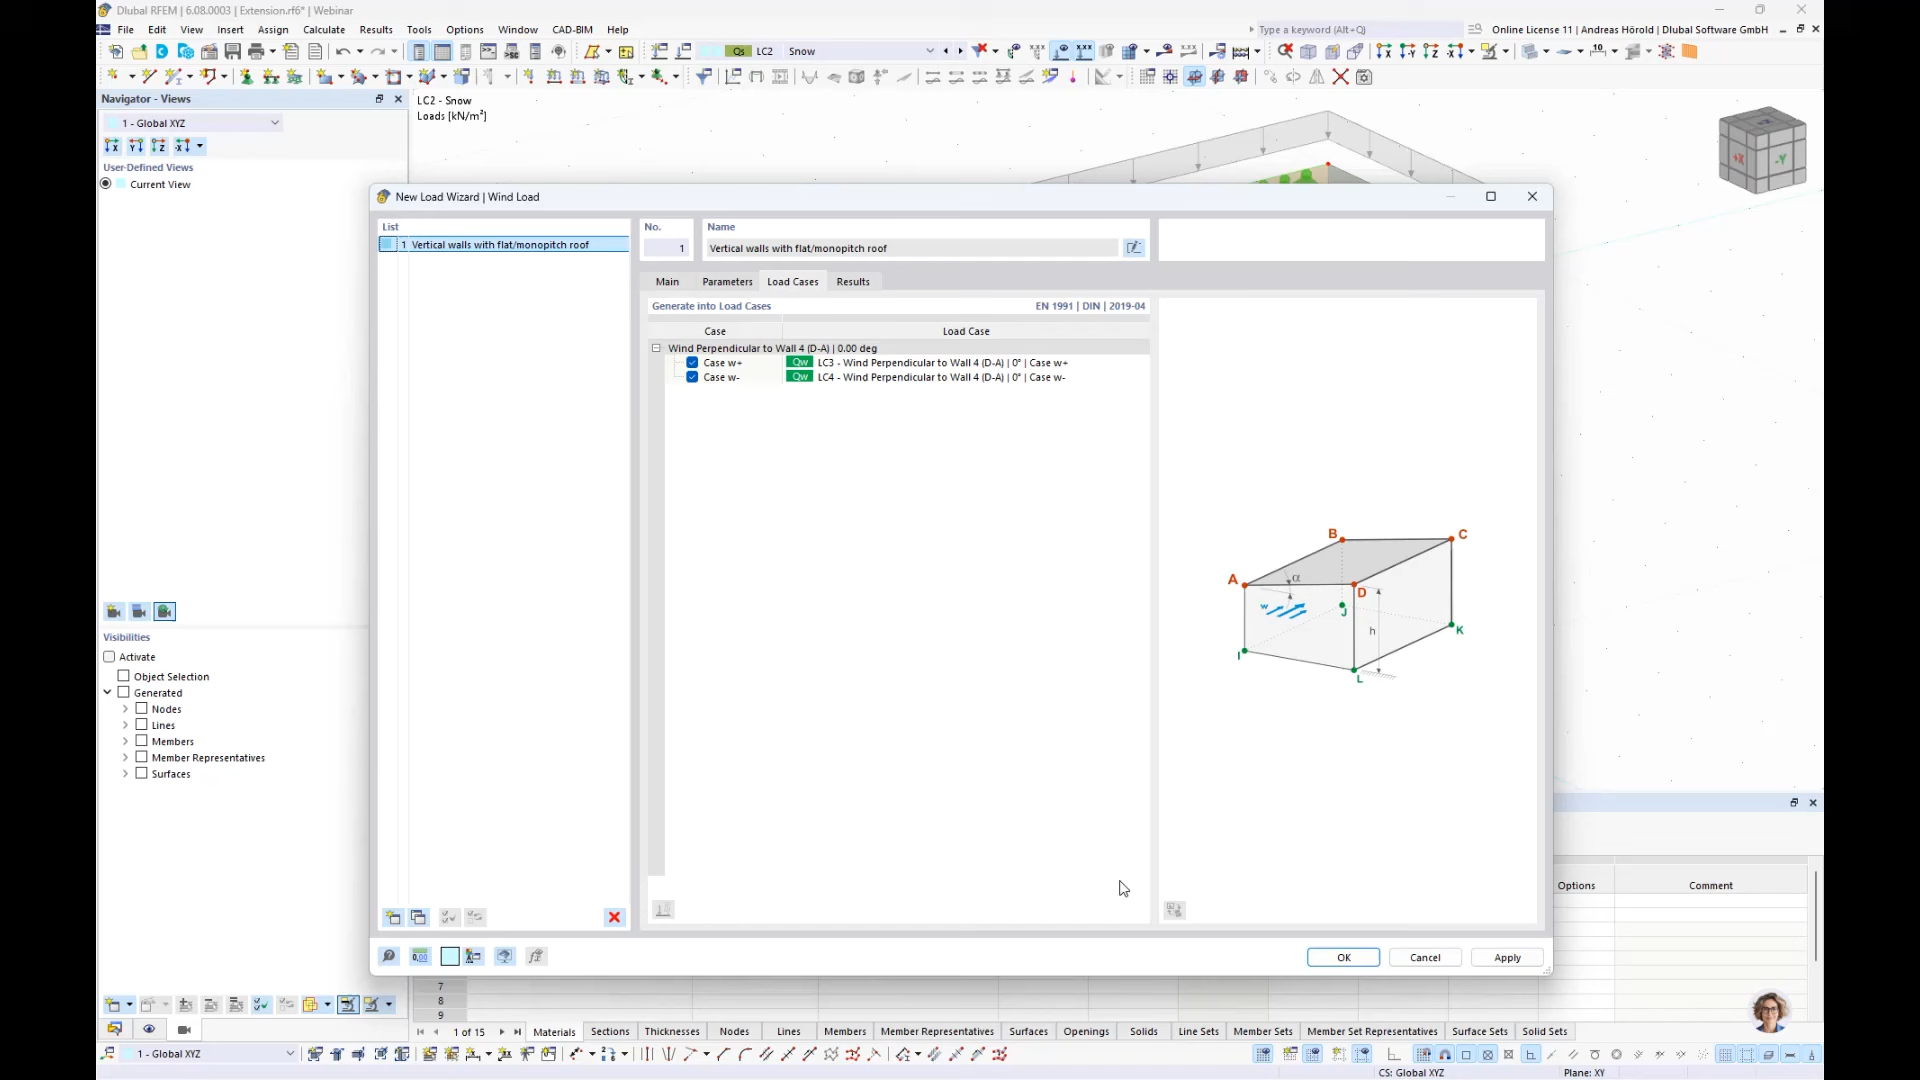 Dlubal RFEM | 6.08.0003 | Extension.rf6* | Webinar
File Edit View Insert Assign Calculate Results Tools Options Window CAD-BIM Help
Type a keyword (Alt+Q)
Online License 11 | Andreas Hörold | Dlubal Software GmbH
Qs LC2 Snow
Navigator - Views
1 - Global XYZ
User-Defined Views
Current View
LC2 - Snow
Loads [kN/m²]
New Load Wizard | Wind Load
List
1 Vertical walls with flat/monopitch roof
No.
1
Name
Vertical walls with flat/monopitch roof
Main Parameters Load Cases Results
Generate into Load Cases
EN 1991 | DIN | 2019-04
Case Load Case
Wind Perpendicular to Wall 4 (D-A) | 0.00 deg
Case w+ Qw LC3 - Wind Perpendicular to Wall 4 (D-A) | 0° | Case w+
Case w- Qw LC4 - Wind Perpendicular to Wall 4 (D-A) | 0° | Case w-
B C
A α
D
w J
h K
I
L
+Z
+X -Y
OK Cancel Apply
Visibilities
Activate
Object Selection
Generated
Nodes
Lines
Members
Member Representatives
Surfaces
Options Comment
7
8
9
1 of 15 Materials Sections Thicknesses Nodes Lines Members Member Representatives Surfaces Openings Solids Line Sets Member Sets Member Set Representatives Surface Sets Solid Sets
1 - Global XYZ
CS: Global XYZ Plane: XY